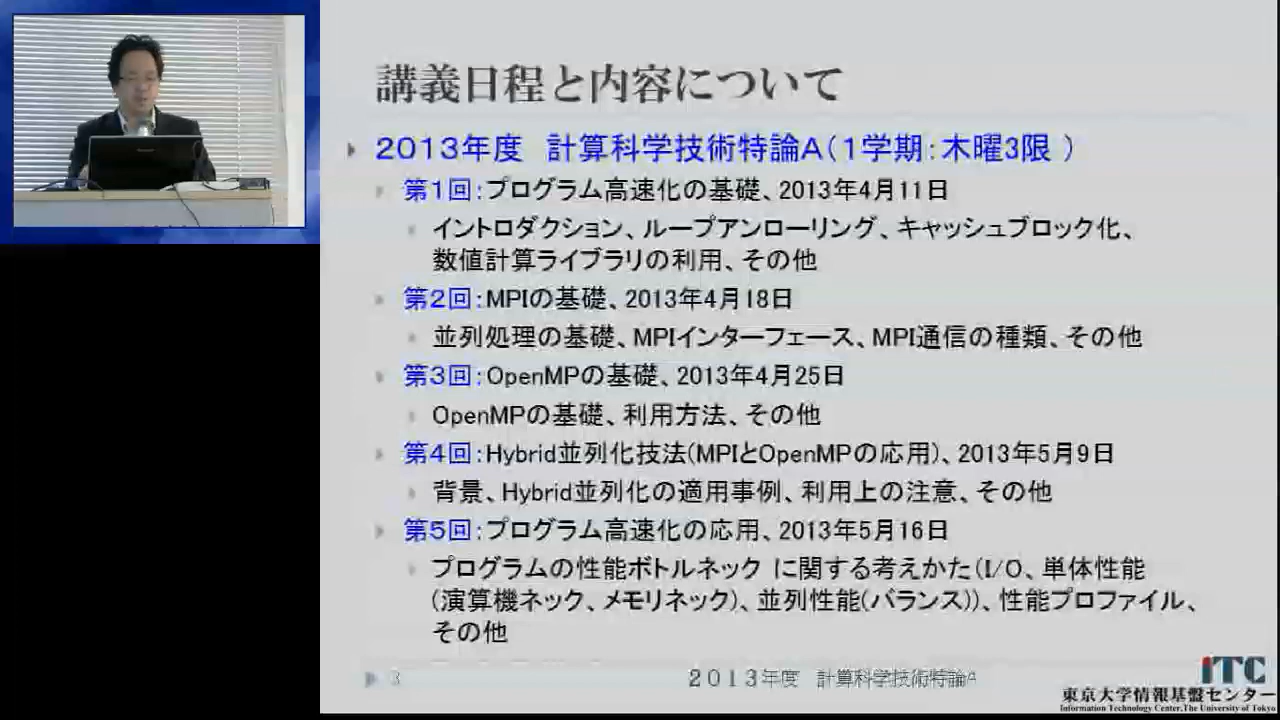 講義日程と内容について
2013年度 計算科学技術特論A(1学期:木曜3限 )
第1回:プログラム高速化の基礎、2013年4月11日
イントロダクション、ループアンローリング、キャッシュブロック化、
数値計算ライブラリの利用、その他
第2回:MPIの基礎、2013年4月18日
並列処理の基礎、MPIインターフェース、MPI通信の種類、その他
第3回:OpenMPの基礎、2013年4月25日
OpenMPの基礎、利用方法、その他
第4回:Hybrid並列化技法(MPIとOpenMPの応用)、2013年5月9日
背景、Hybrid並列化の適用事例、利用上の注意、その他
第5回:プログラム高速化の応用、2013年5月16日
プログラムの性能ボトルネック に関する考えかた(I/O、単体性能
(演算機ネック、メモリネック)、並列性能(バランス))、性能プロファイル、
その他
3
2013年度 計算科学技術特論A
ITC
東京大学情報基盤センター
Information Technology Center,The University of Tokyo